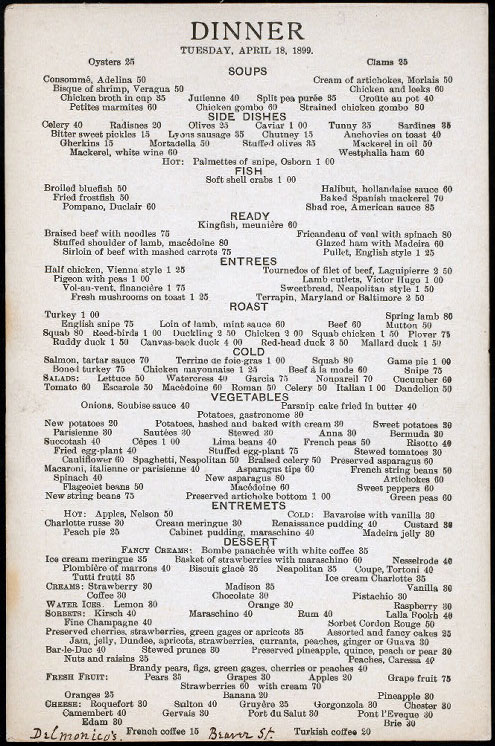 DINNER
TUESDAY, APRIL 18, 1899.
Oysters 25 Clams 25
SOUPS
Consommé, Adelina 50 Cream of artichokes, Morlais 50
Bisque of shrimp, Veragua 50 Chicken and leeks 60
Chicken broth in cup 35 Julienne 40 Split pea purée 35 Croûte au pot 40
Petites marmites 60 Chicken gombo 60 Strained chicken gombo 80
SIDE DISHES
Celery 40 Radishes 20 Olives 25 Caviar 1 00 Tunny 35 Sardines 35
Bitter sweet pickles 15 Lyons sausage 35 Chutney 15 Anchovies on toast 40
Gherkins 15 Mortadella 50 Stuffed olives 35 Mackerel in oil 50
Mackerel, white wine 60 Westphalia ham 60
HOT: Palmettes of snipe, Osborn 1 00
FISH
Soft shell crabs 1 00
Broiled bluefish 50 Halibut, hollandaise sauce 60
Fried frostfish 50 Baked Spanish mackerel 70
Pompano, Duclair 60 Shad roe, American sauce 85
Kingfish, meunière 60
READY
Braised beef with noodles 75 Fricandeau of veal with spinach 80
Stuffed shoulder of lamb, macédoine 80 Glazed ham with Madeira 60
Sirloin of beef with mashed carrots 75 Pullet, English style 1 25
ENTREES
Half chicken, Vienna style 1 25 Tournedos of filet of beef, Laguipierre 2 50
Pigeon with peas 1 00 Lamb cutlets, Victor Hugo 1 00
Vol-au-vent, financière 1 75 Sweetbread, Neapolitan style 1 50
Fresh mushrooms on toast 1 25 Terrapin, Maryland or Baltimore 2 50
ROAST
Turkey 1 00 Spring lamb 80
English snipe 75 Loin of lamb, mint sauce 60 Beef 60 Mutton 50
Squab 80 Reed-birds 1 00 Duckling 2 50 Chicken 2 00 Squab chicken 1 50 Plover 75
Ruddy duck 1 50 Canvas-back duck 4 00 Red-head duck 3 50 Mallard duck 1 50
COLD
Salmon, tartar sauce 70 Terrine de foie-gras 1 00 Squab 80 Game pie 1 00
Boned turkey 75 Chicken mayonnaise 1 25 Beef à la mode 60 Snipe 75
SALADS: Lettuce 50 Watercress 40 Garcia 75 Nonpareil 70 Cucumber 60
Tomato 60 Escarole 50 Macédoine 60 Roman 50 Celery 50 Italian 1 00 Dandelion 50
VEGETABLES
Onions, Soubise sauce 40 Parsnip cake fried in butter 40
Potatoes, gastronome 30
New potatoes 20 Potatoes, hashed and baked with cream 30 Sweet potatoes 30
Parisienne 30 Sautées 30 Stewed 30 Anna 30 Bermuda 30
Succotash 40 Cêpes 1 00 Lima beans 40 French peas 50 Risotto 40
Fried egg-plant 40 Stuffed egg-plant 75 Stewed tomatoes 30
Cauliflower 60 Spaghetti, Neapolitan 50 Braised celery 50 Preserved asparagus 60
Macaroni, italienne or parisienne 40 Asparagus tips 60 French string beans 50
Spinach 40 New asparagus 80 Artichokes 60
Flageolet beans 50 Macédoine 60 Sweet peppers 60
New string beans 75 Preserved artichoke bottom 1 00 Green peas 60
ENTREMETS
HOT: Apples, Nelson 50 COLD: Bavaroise with vanilla 30
Charlotte russe 30 Cream meringue 30 Renaissance pudding 40 Custard 30
Peach pie 25 Cabinet pudding, maraschino 40 Madeira jelly 30
DESSERT
FANCY CREAMS: Bombe panachée with white coffee 35
Ice cream meringue 35 Basket of strawberries with maraschino 60 Nesselrode 40
Plombière of marrons 40 Biscuit glacé 25 Neapolitan 35 Coupe, Tortoni 40
Tutti frutti 35 Ice cream Charlotte 35
CREAMS: Strawberry 30 Madison 35 Vanilla 30
Coffee 30 Chocolate 30 Pistachio 30
WATER ICES. Lemon 30 Orange 30 Raspberry 30
SORBETS: Kirsch 40 Maraschino 40 Rum 40 Lalla Rookh 40
Fine Champagne 40 Sorbet Cordon Rouge 50
Preserved cherries, strawberries, green gages or apricots 35 Assorted and fancy cakes 25
Jam, jelly, Dundee, apricots, strawberries, currants, peaches, ginger or Guava 30
Bar-le-Duc 40 Stewed prunes 30 Preserved pineapple, quince, peach or pear 30
Nuts and raisins 25 Peaches, Caressa 40
Brandy pears, figs, green gages, cherries or peaches 40
FRESH FRUIT: Pears 35 Grapes 30 Apples 20 Grape fruit 75
Strawberries 60 with cream 70
Oranges 25 Banana 20 Pineapple 30
CHEESE: Roquefort 30 Sulton 40 Gruyère 25 Gorgonzola 30 Chester 30
Camembert 40 Gervais 30 Port du Salut 30 Pont l'Eveque 30
Edam 30 Brie 30
French coffee 15 Turkish coffee 20
Delmonico's. Beaver St.